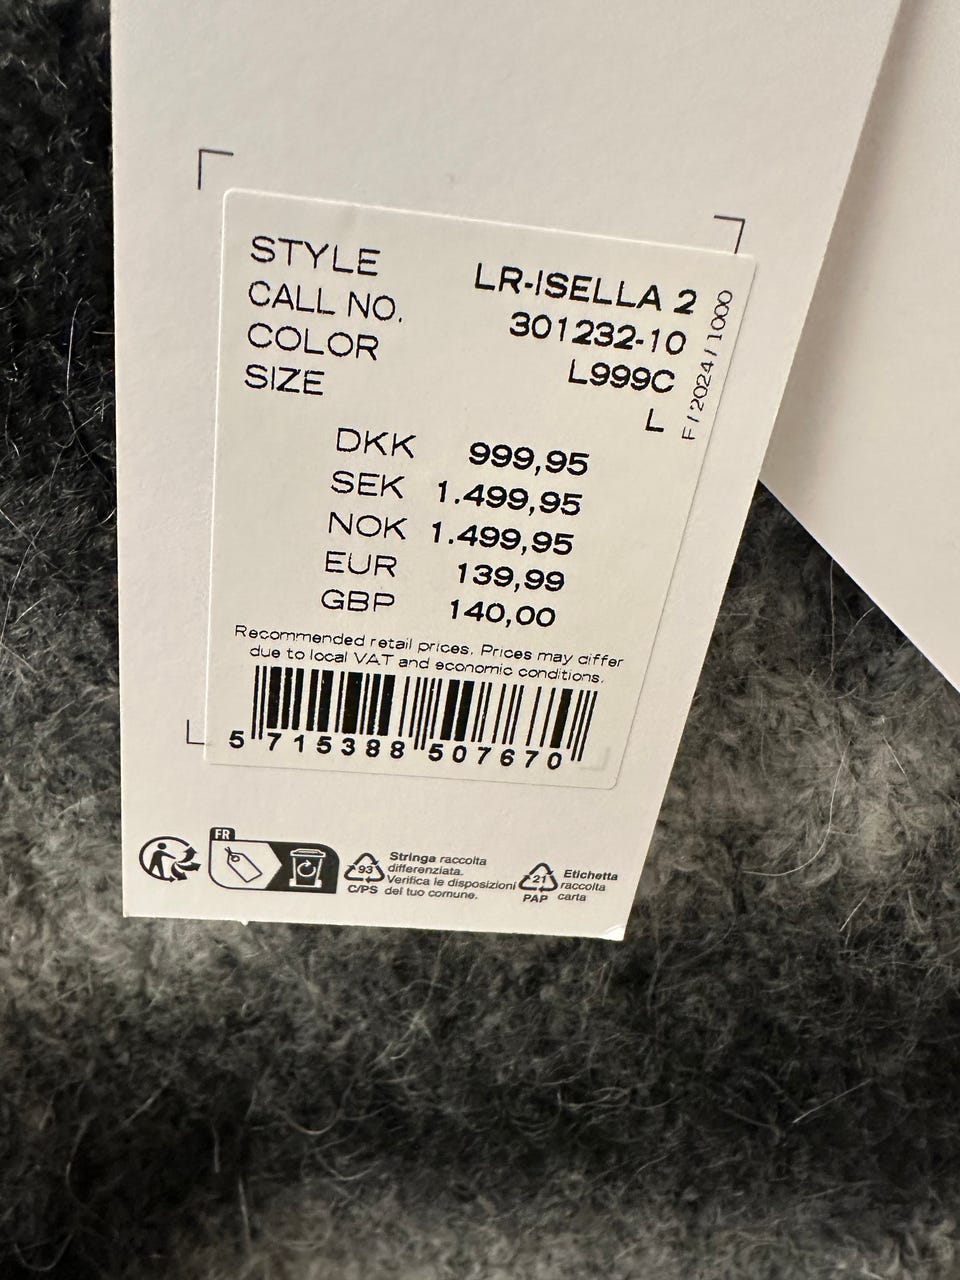 STYLE LR-ISELLA 2
CALL NO. 301232-10
COLOR L999C
SIZE L
F/2024/1000
DKK 999,95
SEK 1.499,95
NOK 1.499,95
EUR 139,99
GBP 140,00
Recommended retail prices. Prices may differ
due to local VAT and economic conditions.
5 715388 507670
FR
93
C/PS
Stringa raccolta
differenziata.
Verifica le disposizioni
del tuo comune.
21
PAP
Etichetta
raccolta
carta